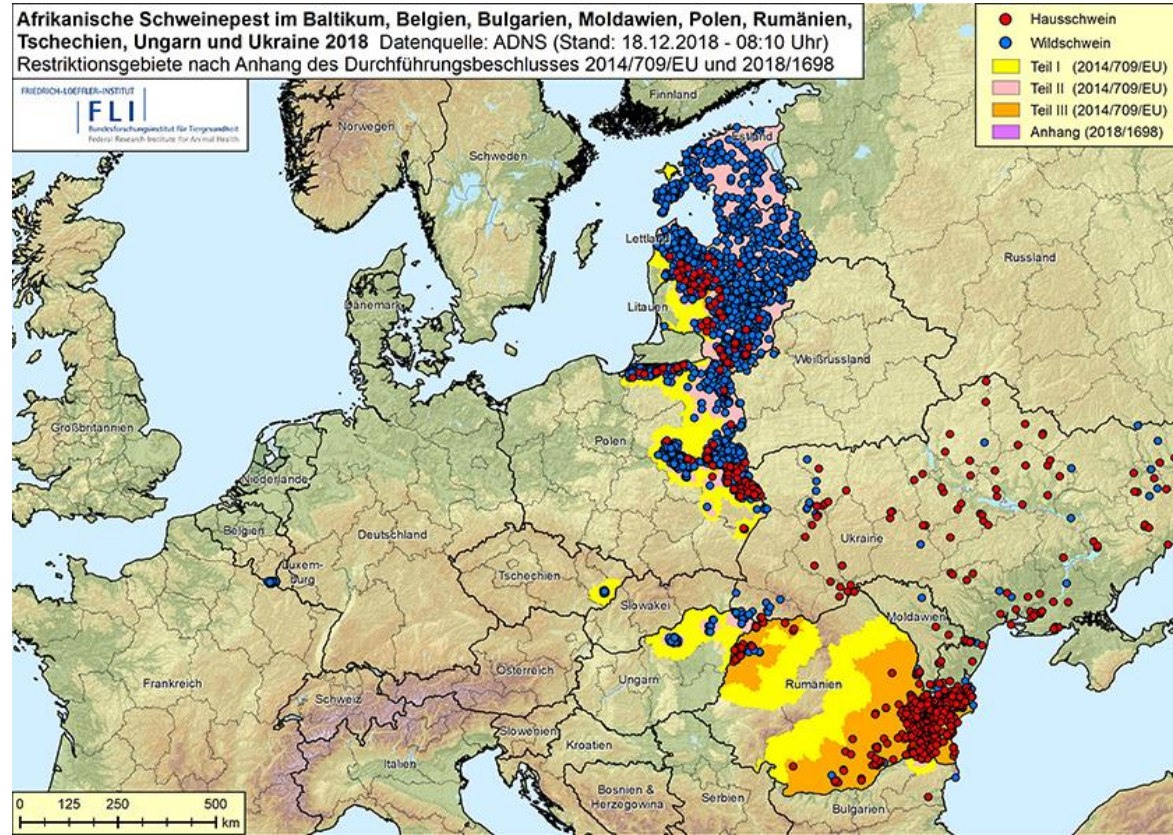 Afrikanische Schweinepest im Baltikum, Belgien, Bulgarien, Moldawien, Polen, Rumänien,
Tschechien, Ungarn und Ukraine 2018 Datenquelle: ADNS (Stand: 18.12.2018 - 08:10 Uhr)
Restriktionsgebiete nach Anhang des Durchführungsbeschlusses 2014/709/EU und 2018/1698
FRIEDRICH-LOEFFLER-INSTITUT
FLI
Bundesforschungsinstitut für Tiergesundheit
Federal Research Institute for Animal Health
Hausschwein
Wildschwein
Teil I (2014/709/EU)
Teil II (2014/709/EU)
Teil III (2014/709/EU)
Anhang (2018/1698)
Finnland
Norwegen
Schweden
Estland
Lettland
Russland
Dänemark
Litauen
Weißrussland
Großbritannien
Polen
Niederlande
Belgien
Deutschland
Ukraine
Luxem-
burg
Tschechien
Slowakei
Moldawien
Frankreich
Österreich
Ungarn
Rumänien
Schweiz
Slowenien
Kroatien
Italien
Bosnien &
Herzegowina
Serbien
Bulgarien
0 125 250 500
km